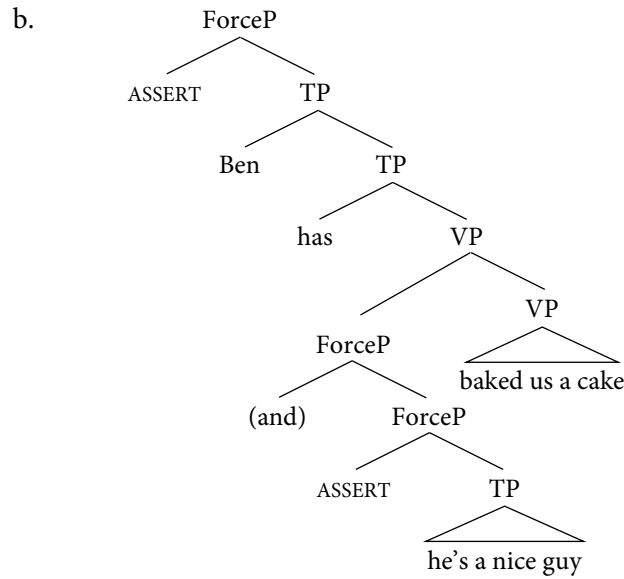 b.
ForceP
ASSERT TP
Ben TP
has VP
VP
ForceP
baked us a cake
(and) ForceP
ASSERT TP
he's a nice guy